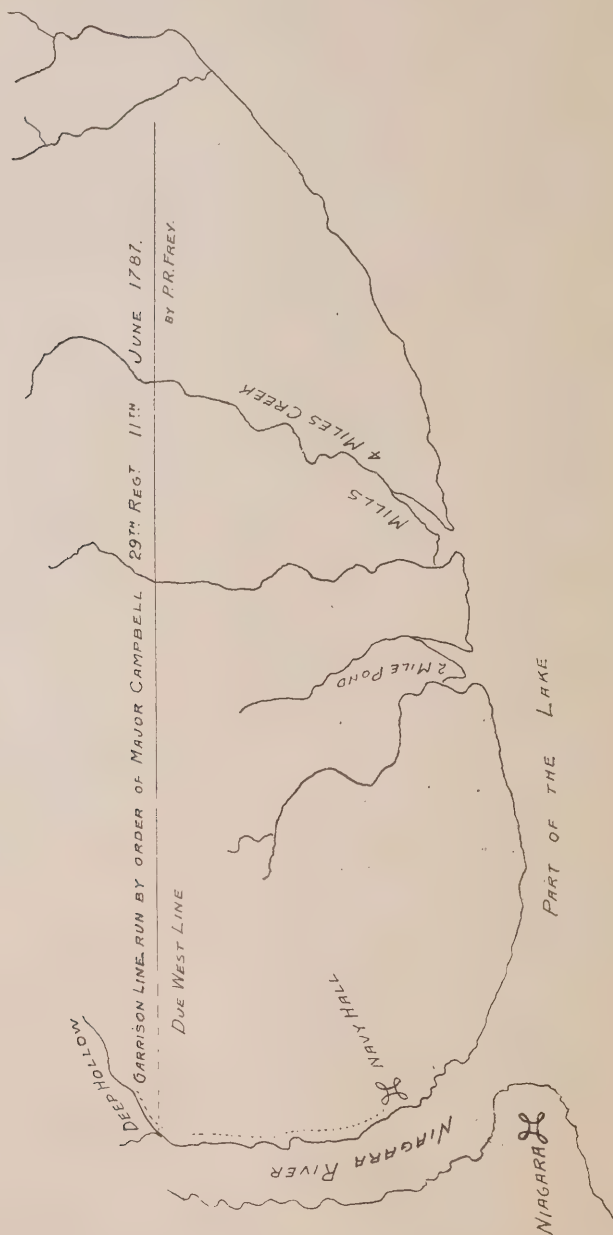 GARRISON LINE RUN BY ORDER OF MAJOR CAMPBELL 29TH REGT 11TH JUNE 1787.
BY P.R. FREY.
DUE WEST LINE
DEEP HOLLOW
4 MILES CREEK
MILLS
2 MILE POND
NAVY HALL
NIAGARA RIVER
NIAGARA
PART OF THE LAKE